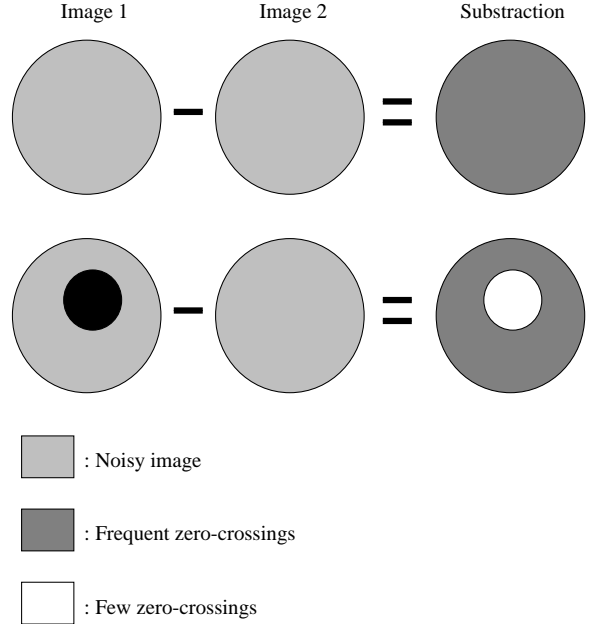 Image 1 Image 2 Substraction
: Noisy image
: Frequent zero-crossings
: Few zero-crossings